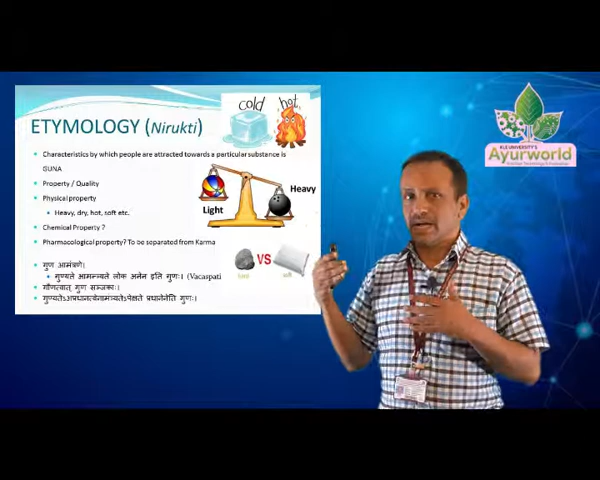 ETYMOLOGY (Nirukti)
cold hot
Characteristics by which people are attracted towards a particular substance is
GUNA
Property / Quality
Physical property
Heavy, dry, hot, soft etc.
Chemical Property ?
Pharmacological property? To be separated from Karma
Light
Heavy
गुण आमंत्रणे।
गुण्यते आमन्त्र्यते लोक अनेन इति गुणः। (Vacaspati
गौणत्वात् गुण सञ्ज्ञकाः।
VS
soft
KLE UNIVERSITY'S
Ayurworld